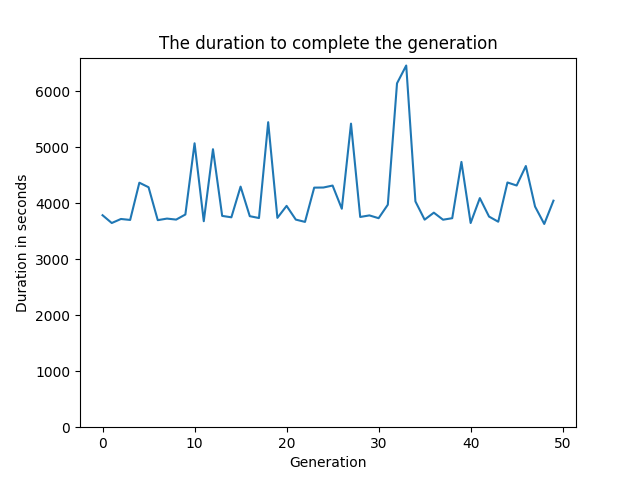 The duration to complete the generation
Duration in seconds
6000
5000
4000
3000
2000
1000
0
0 10 20 30 40 50
Generation